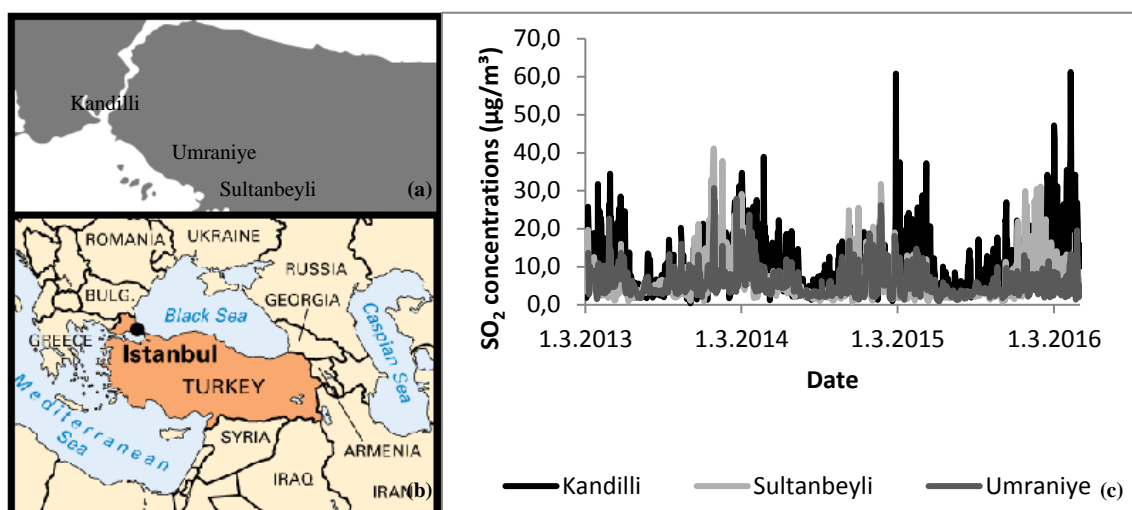 Kandilli
Umraniye
Sultanbeyli
(a)
ROMANIA
UKRAINE
RUSSIA
BULG.
GEORGIA
Black Sea
Caspian Sea
GREECE
Istanbul
TURKEY
Mediterranean
Sea
SYRIA
ARMENIA
IRAQ
IRAN
(b)
SO2 concentrations (µg/m³)
70,0
60,0
50,0
40,0
30,0
20,0
10,0
0,0
1.3.2013 1.3.2014 1.3.2015 1.3.2016
Date
Kandilli Sultanbeyli Umraniye (c)